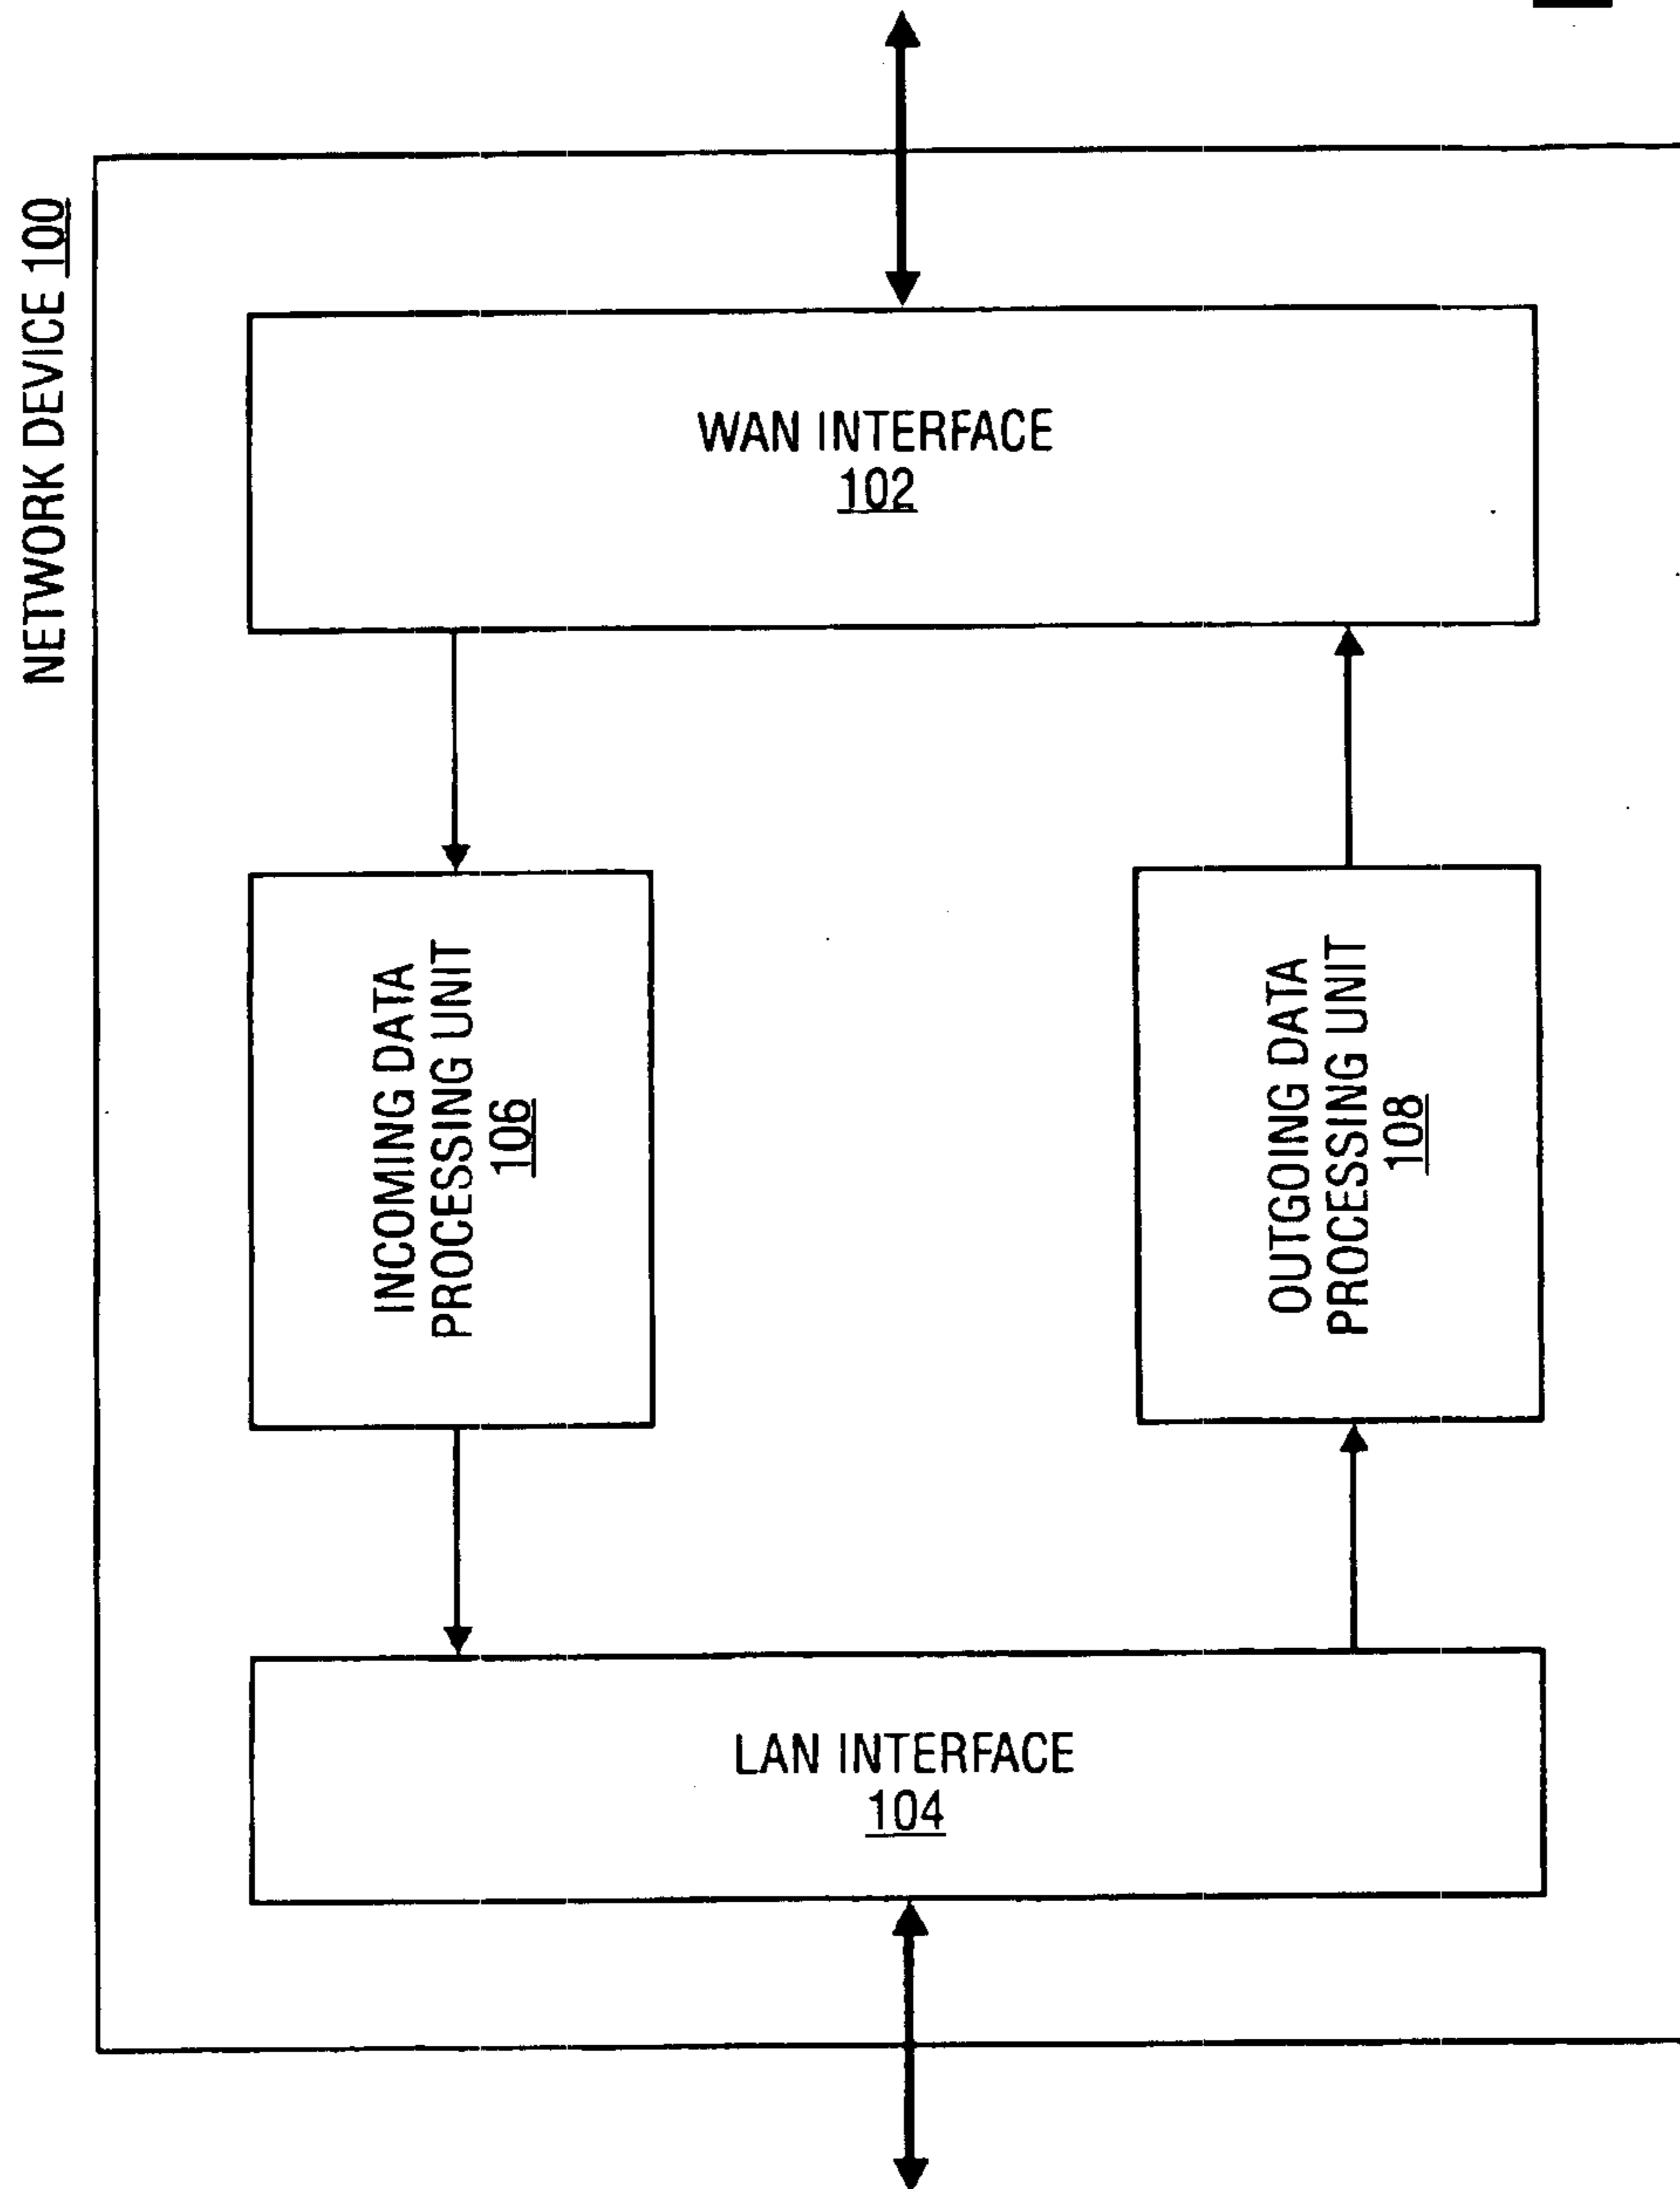 NETWORK DEVICE 100
WAN INTERFACE
102
INCOMING DATA
PROCESSING UNIT
106
OUTGOING DATA
PROCESSING UNIT
108
LAN INTERFACE
104